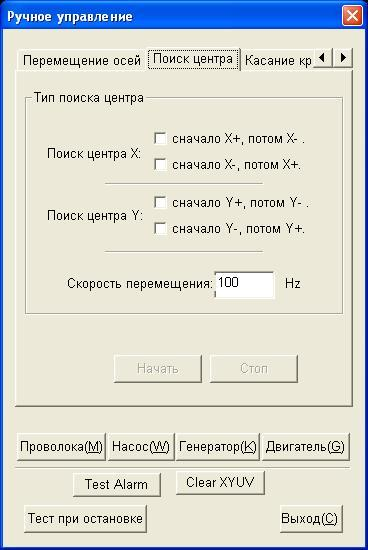 Ручное управление
Перемещение осей Поиск центра Касание кр
Тип поиска центра
сначало X+, потом X- .
Поиск центра X:
сначало X-, потом X+.
сначало Y+, потом Y- .
Поиск центра Y:
сначало Y-, потом Y+.
Скорость перемещения: 100 Hz
Начать Стоп
Проволока(M) Насос(W) Генератор(K) Двигатель(G)
Test Alarm Clear XYUV
Тест при остановке Выход(C)